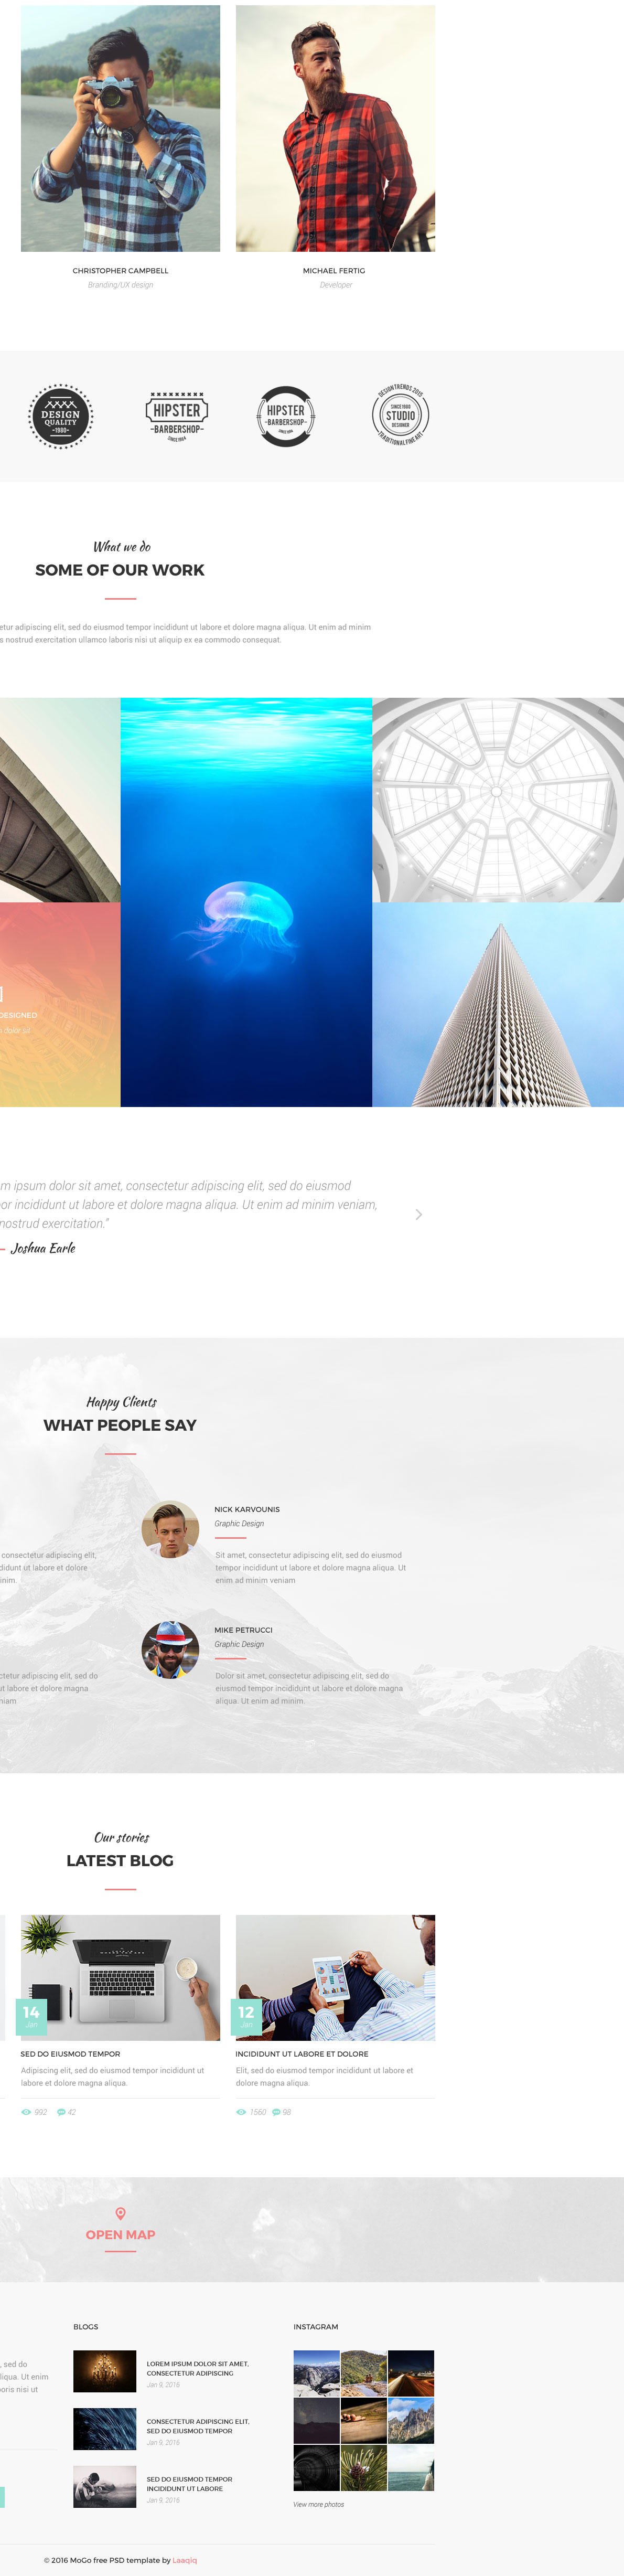 CHRISTOPHER CAMPBELL
Branding/UX design
MICHAEL FERTIG
Developer
DESIGN
QUALITY
1980
HIPSTER
BARBERSHOP
SINCE 1984
HIPSTER
BARBERSHOP
SINCE 1984
DESIGN TRENDS 2015
SINCE 1980
STUDIO
DESIGNER
TRADITIONAL FINE ART
What we do
SOME OF OUR WORK
etur adipiscing elit, sed do eiusmod tempor incididunt ut labore et dolore magna aliqua. Ut enim ad minim
s nostrud exercitation ullamco laboris nisi ut aliquip ex ea commodo consequat.
DESIGNED
dolor sit
m ipsum dolor sit amet, consectetur adipiscing elit, sed do eiusmod
or incididunt ut labore et dolore magna aliqua. Ut enim ad minim veniam,
nostrud exercitation."
Joshua Earle
Happy Clients
WHAT PEOPLE SAY
consectetur adipiscing elit,
didunt ut labore et dolore
inim.
NICK KARVOUNIS
Graphic Design
Sit amet, consectetur adipiscing elit, sed do eiusmod
tempor incididunt ut labore et dolore magna aliqua. Ut
enim ad minim veniam
ctetur adipiscing elit, sed do
ut labore et dolore magna
niam
MIKE PETRUCCI
Graphic Design
Dolor sit amet, consectetur adipiscing elit, sed do
eiusmod tempor incididunt ut labore et dolore magna
aliqua. Ut enim ad minim.
Our stories
LATEST BLOG
14
Jan
SED DO EIUSMOD TEMPOR
Adipiscing elit, sed do eiusmod tempor incididunt ut
labore et dolore magna aliqua.
992 42
12
Jan
INCIDIDUNT UT LABORE ET DOLORE
Elit, sed do eiusmod tempor incididunt ut labore et
dolore magna aliqua.
1560 98
OPEN MAP
, sed do
liqua. Ut enim
oris nisi ut
BLOGS
LOREM IPSUM DOLOR SIT AMET,
CONSECTETUR ADIPISCING
Jan 9, 2016
CONSECTETUR ADIPISCING ELIT,
SED DO EIUSMOD TEMPOR
Jan 9, 2016
SED DO EIUSMOD TEMPOR
INCIDIDUNT UT LABORE
Jan 9, 2016
INSTAGRAM
View more photos
© 2016 MoGo free PSD template by Laaqiq